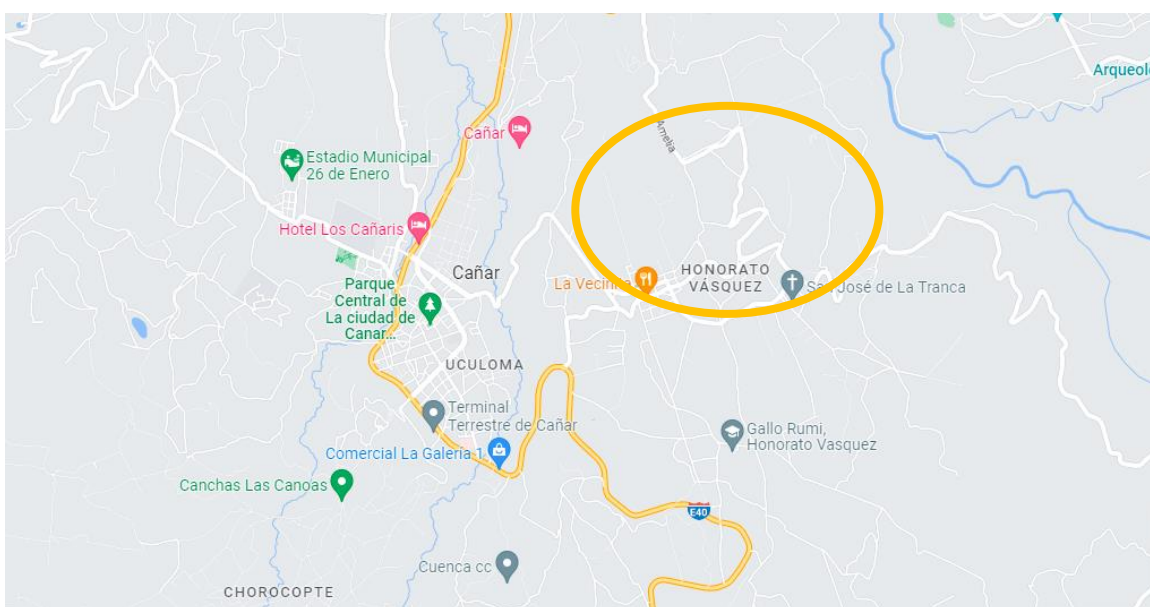 Arqueol
Amelia
Cañar
Estadio Municipal
26 de Enero
Hotel Los Cañaris
Cañar
HONORATO
VÁSQUEZ
La Vecinita
San José de La Tranca
Parque
Central de
La ciudad de
Canar...
UCULOMA
Terminal
Terrestre de Cañar
Gallo Rumi,
Honorato Vasquez
Comercial La Galeria 1
Canchas Las Canoas
E40
Cuenca cc
CHOROCOPTE